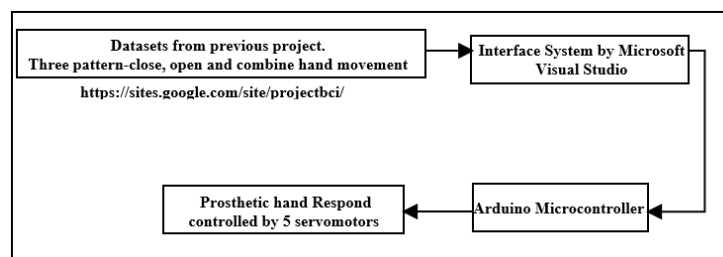 Datasets from previous project.
Three pattern-close, open and combine hand movement
https://sites.google.com/site/projectbci/
Interface System by Microsoft
Visual Studio
Arduino Microcontroller
Prosthetic hand Respond
controlled by 5 servomotors